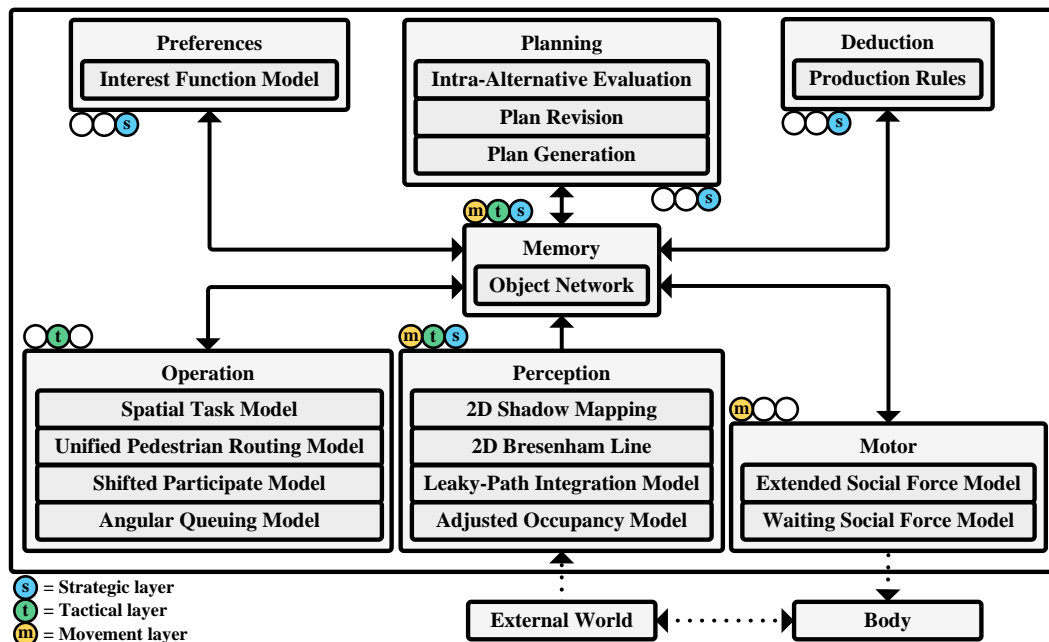 Preferences
Interest Function Model
s
Planning
Intra-Alternative Evaluation
Plan Revision
Plan Generation
s
Deduction
Production Rules
s
m t s
Memory
Object Network
t
Operation
Spatial Task Model
Unified Pedestrian Routing Model
Shifted Participate Model
Angular Queuing Model
m t s
Perception
2D Shadow Mapping
2D Bresenham Line
Leaky-Path Integration Model
Adjusted Occupancy Model
m
Motor
Extended Social Force Model
Waiting Social Force Model
s = Strategic layer
t = Tactical layer
m = Movement layer
External World
Body